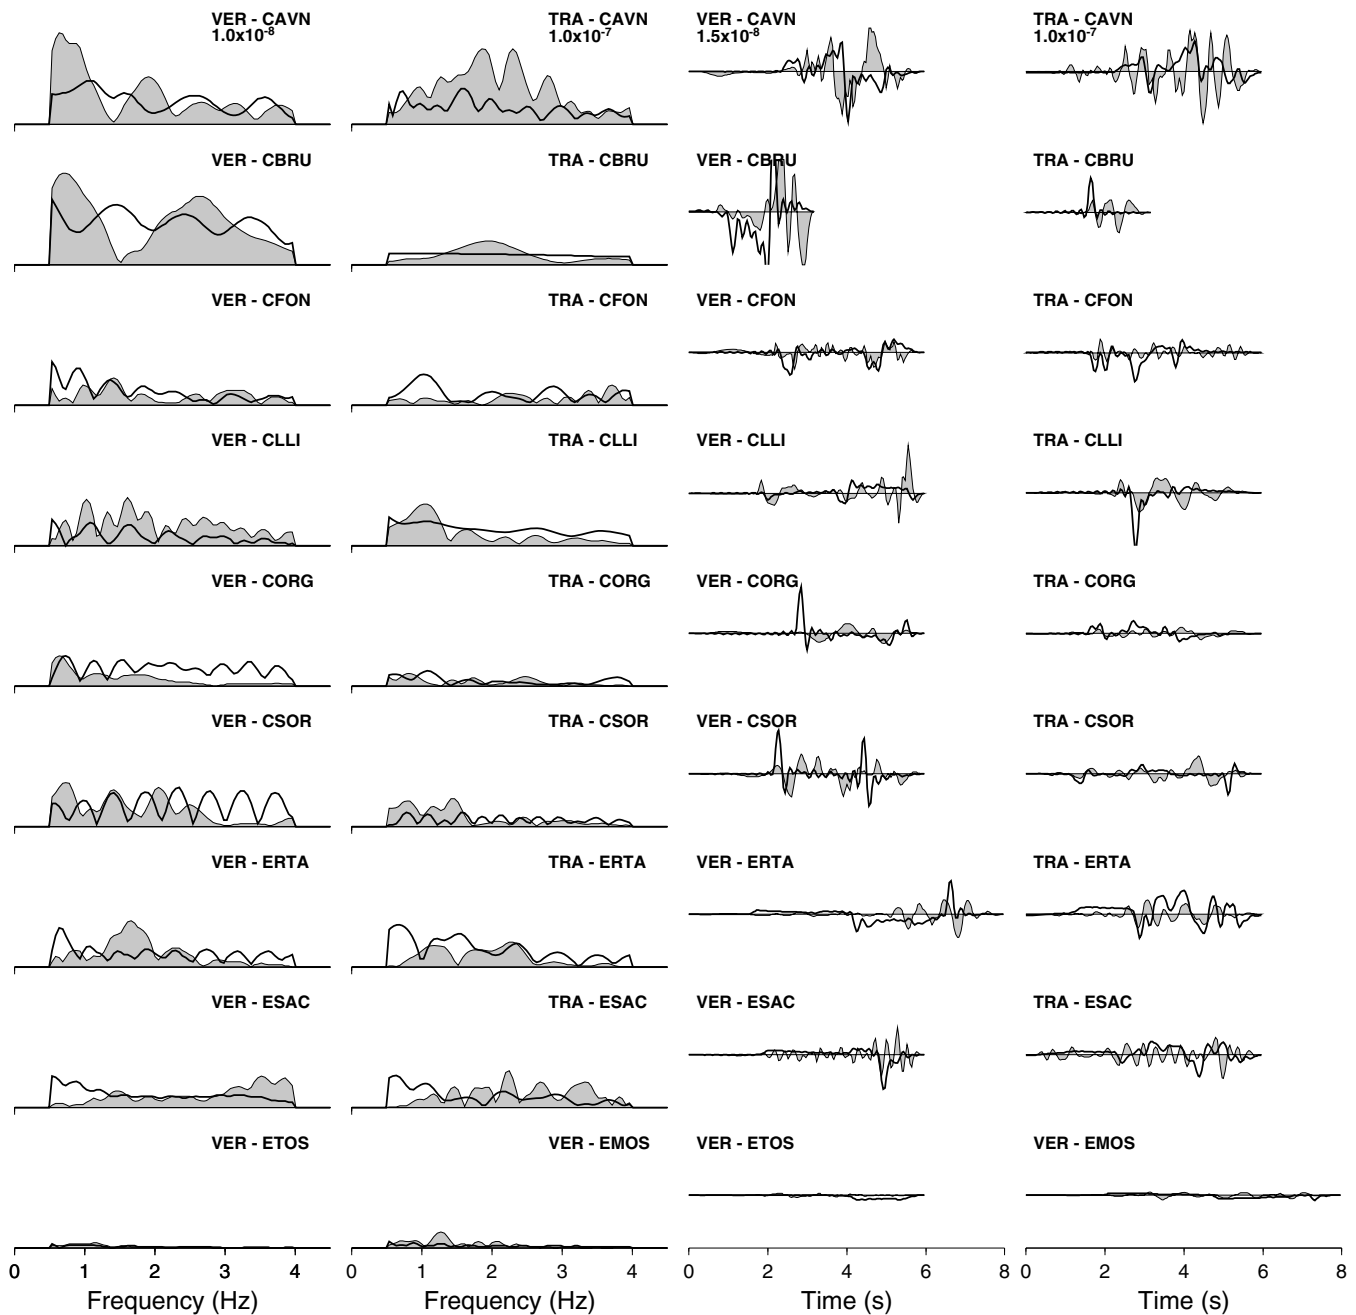 VER - CAVN
1.0x10⁻⁸
TRA - CAVN
1.0x10⁻⁷
VER - CAVN
1.5x10⁻⁸
TRA - CAVN
1.0x10⁻⁷
VER - CBRU
TRA - CBRU
VER - CBRU
TRA - CBRU
VER - CFON
TRA - CFON
VER - CFON
TRA - CFON
VER - CLLI
TRA - CLLI
VER - CLLI
TRA - CLLI
VER - CORG
TRA - CORG
VER - CORG
TRA - CORG
VER - CSOR
TRA - CSOR
VER - CSOR
TRA - CSOR
VER - ERTA
TRA - ERTA
VER - ERTA
TRA - ERTA
VER - ESAC
TRA - ESAC
VER - ESAC
TRA - ESAC
VER - ETOS
VER - EMOS
VER - ETOS
VER - EMOS
0 1 2 3 4
0 1 2 3 4
0 2 4 6 8
0 2 4 6 8
Frequency (Hz)
Frequency (Hz)
Time (s)
Time (s)